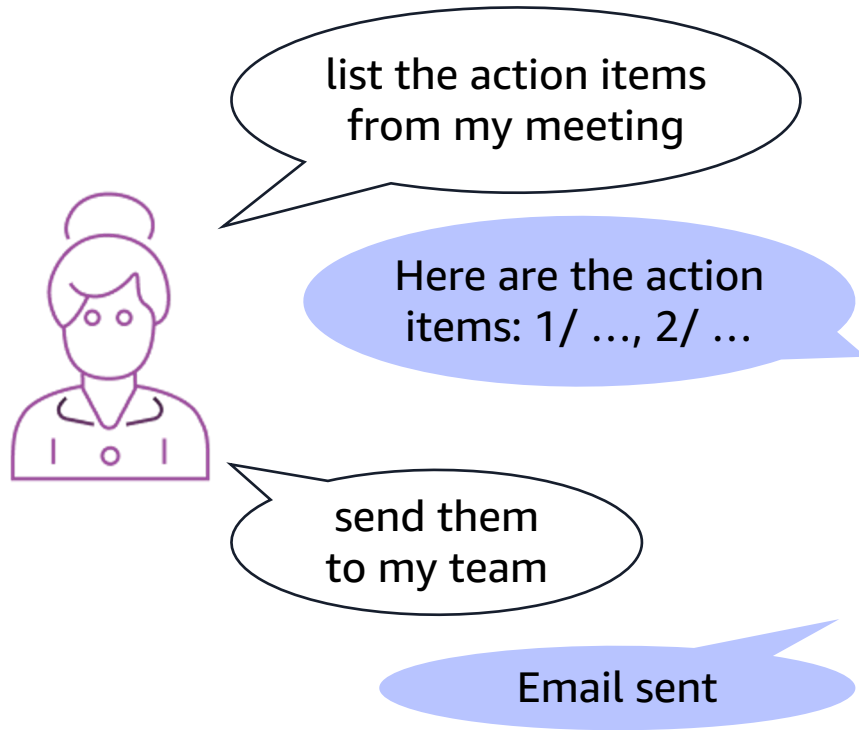 list the action items
from my meeting
Here are the action
items: 1/ …, 2/ …
send them
to my team
Email sent